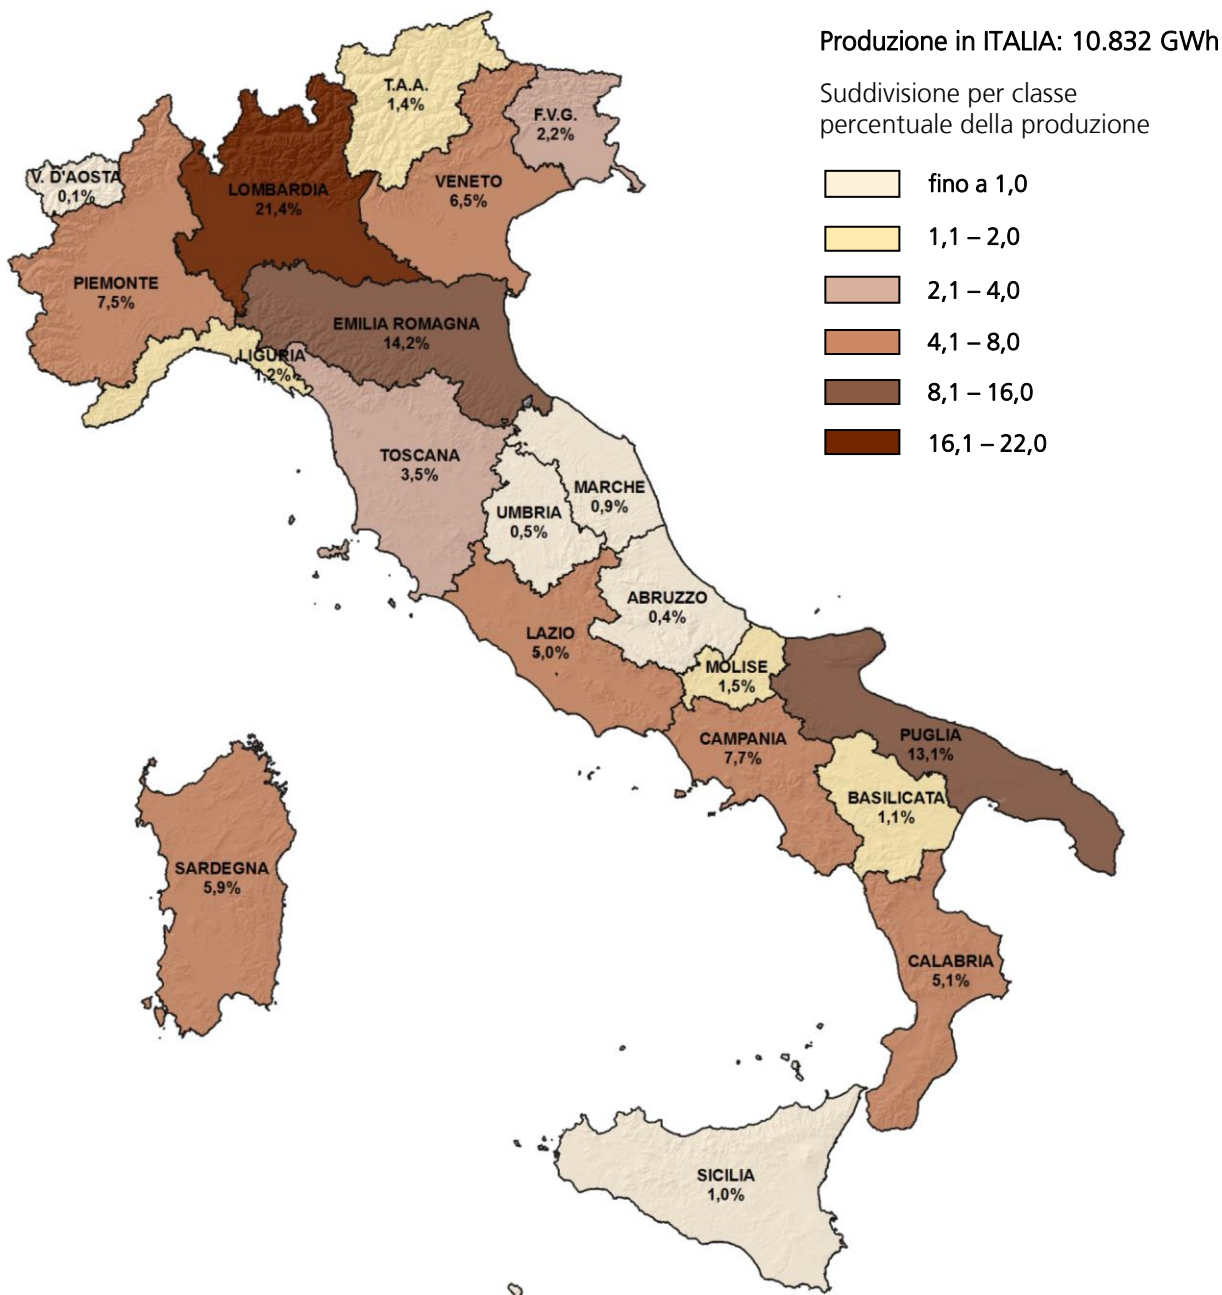 Produzione in ITALIA: 10.832 GWh
Suddivisione per classe
percentuale della produzione
fino a 1,0
1,1 – 2,0
2,1 – 4,0
4,1 – 8,0
8,1 – 16,0
16,1 – 22,0
T.A.A.
1,4%
F.V.G.
2,2%
V. D'AOSTA
0,1%
LOMBARDIA
21,4%
VENETO
6,5%
PIEMONTE
7,5%
EMILIA ROMAGNA
14,2%
LIGURIA
1,2%
TOSCANA
3,5%
MARCHE
0,9%
UMBRIA
0,5%
ABRUZZO
0,4%
LAZIO
5,0%
MOLISE
1,5%
CAMPANIA
7,7%
PUGLIA
13,1%
BASILICATA
1,1%
SARDEGNA
5,9%
CALABRIA
5,1%
SICILIA
1,0%